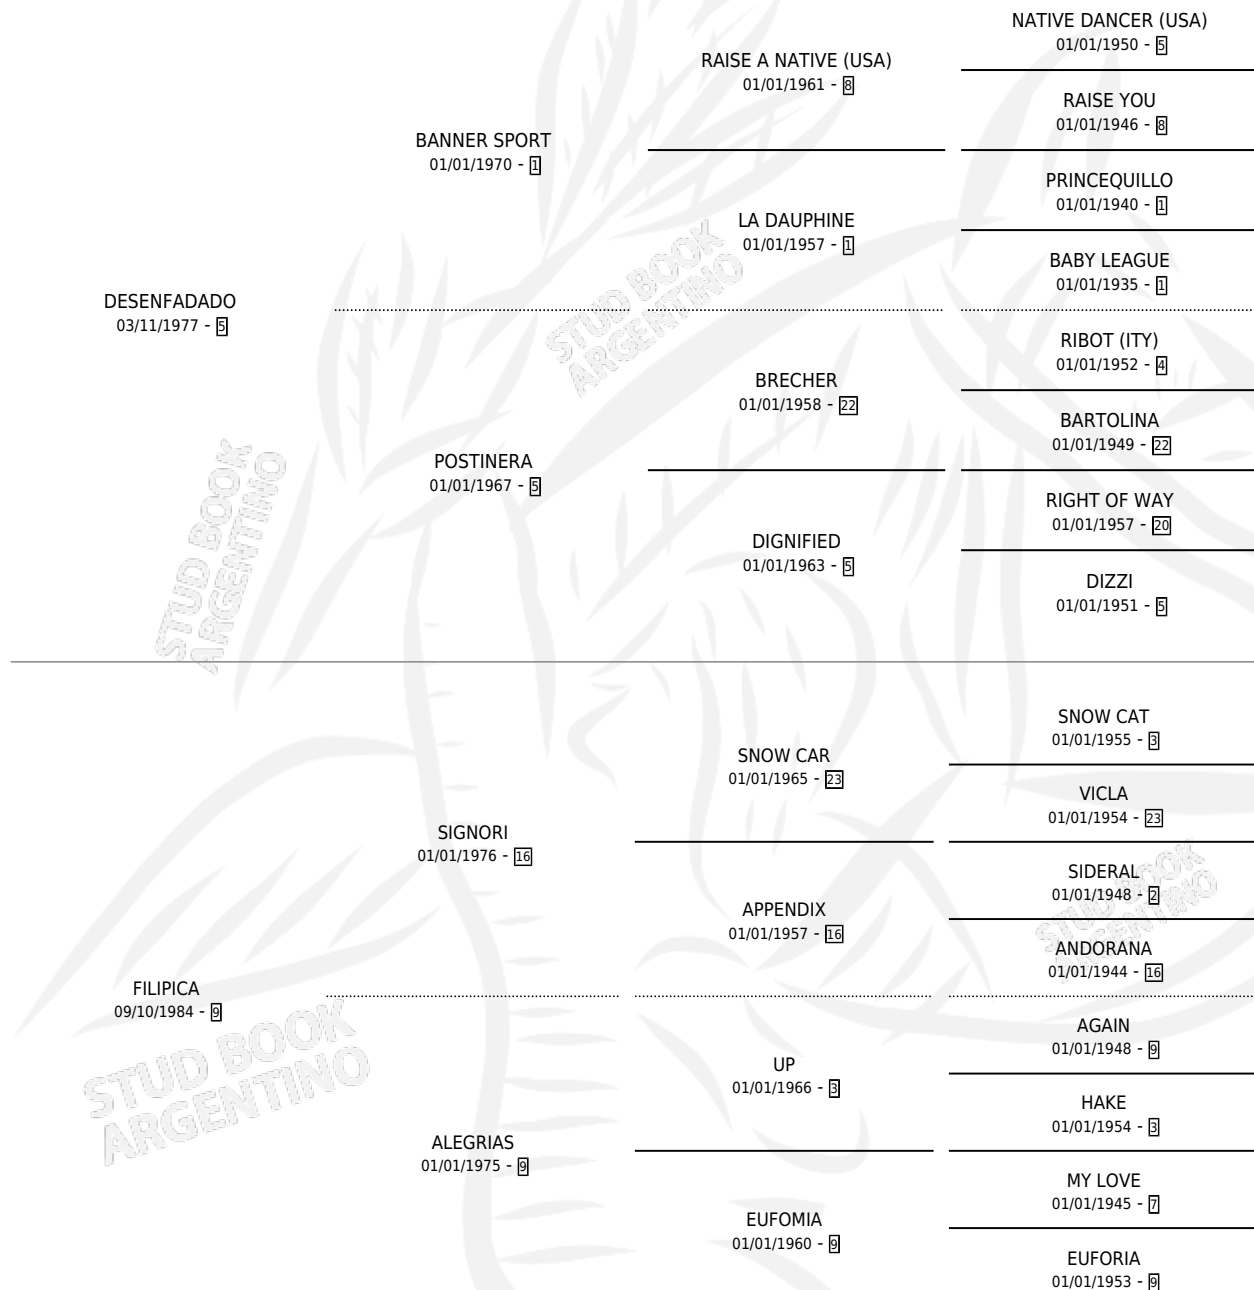 NATIVE DANCER (USA)
01/01/1950 - 5
RAISE A NATIVE (USA)
01/01/1961 - 8
RAISE YOU
01/01/1946 - 8
BANNER SPORT
01/01/1970 - 1
PRINCEQUILLO
01/01/1940 - 1
LA DAUPHINE
01/01/1957 - 1
BABY LEAGUE
01/01/1935 - 1
DESENFADADO
03/11/1977 - 5
STUD BOOK
ARGENTINO
RIBOT (ITY)
01/01/1952 - 4
BRECHER
01/01/1958 - 22
BARTOLINA
01/01/1949 - 22
POSTINERA
01/01/1967 - 5
RIGHT OF WAY
01/01/1957 - 20
DIGNIFIED
01/01/1963 - 5
DIZZI
01/01/1951 - 5
STUD BOOK
ARGENTINO
SNOW CAT
01/01/1955 - 3
SNOW CAR
01/01/1965 - 23
VICLA
01/01/1954 - 23
SIGNORI
01/01/1976 - 16
SIDERAL
01/01/1948 - 2
APPENDIX
01/01/1957 - 16
STUD BOOK
ARGENTINO
ANDORANA
01/01/1944 - 16
FILIPICA
09/10/1984 - 9
STUD BOOK
ARGENTINO
AGAIN
01/01/1948 - 9
UP
01/01/1966 - 3
HAKE
01/01/1954 - 3
ALEGRIAS
01/01/1975 - 9
MY LOVE
01/01/1945 - 7
EUFOMIA
01/01/1960 - 9
EUFORIA
01/01/1953 - 9